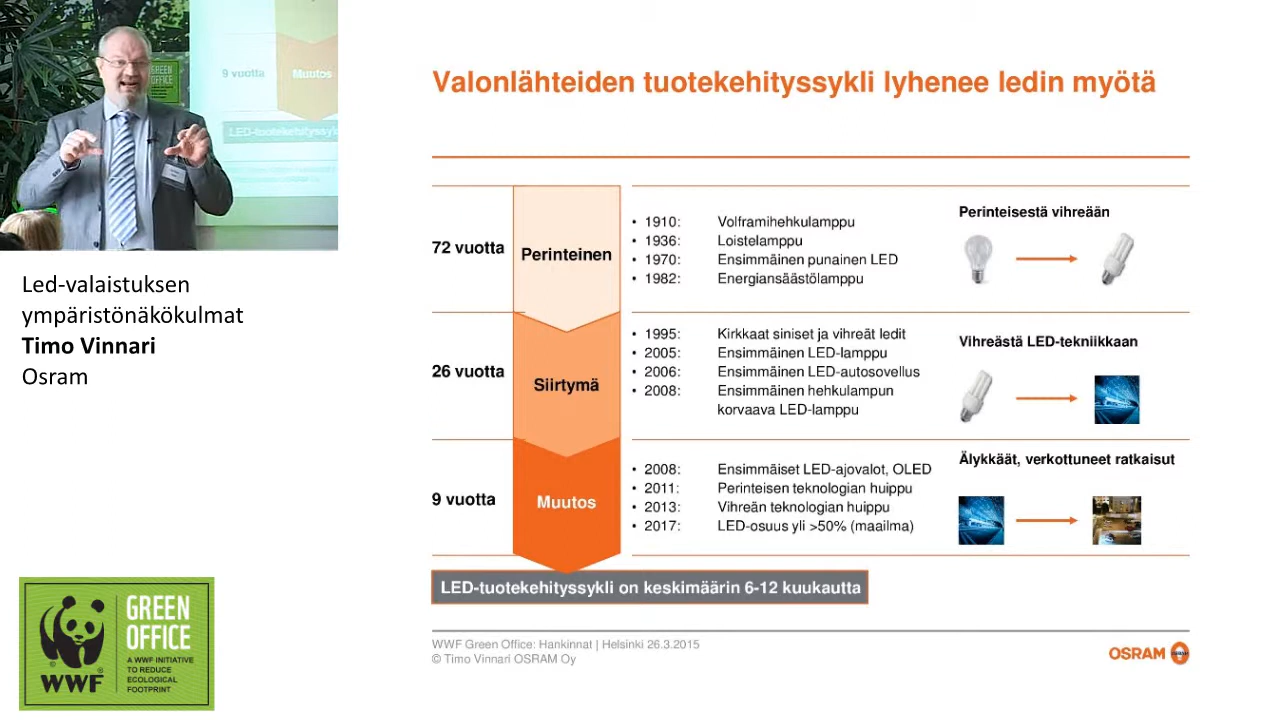 GREEN
OFFICE
9 vuotta
Muutos
LED-tuotekehityssyk
Led-valaistuksen
ympäristönäkökulmat
Timo Vinnari
Osram
WWF
GREEN
OFFICE
A WWF INITIATIVE
TO REDUCE
ECOLOGICAL
FOOTPRINT
Valonlähteiden tuotekehityssykli lyhenee ledin myötä
72 vuotta
Perinteinen
• 1910: Volframihehkulamppu
• 1936: Loistelamppu
• 1970: Ensimmäinen punainen LED
• 1982: Energiansäästölamppu
Perinteisestä vihreään
26 vuotta
Siirtymä
• 1995: Kirkkaat siniset ja vihreät ledit
• 2005: Ensimmäinen LED-lamppu
• 2006: Ensimmäinen LED-autosovellus
• 2008: Ensimmäinen hehkulampun
korvaava LED-lamppu
Vihreästä LED-tekniikkaan
9 vuotta
Muutos
• 2008: Ensimmäiset LED-ajovalot, OLED
• 2011: Perinteisen teknologian huippu
• 2013: Vihreän teknologian huippu
• 2017: LED-osuus yli >50% (maailma)
Älykkäät, verkottuneet ratkaisut
LED-tuotekehityssykli on keskimäärin 6-12 kuukautta
WWF Green Office: Hankinnat | Helsinki 26.3.2015
© Timo Vinnari OSRAM Oy
OSRAM